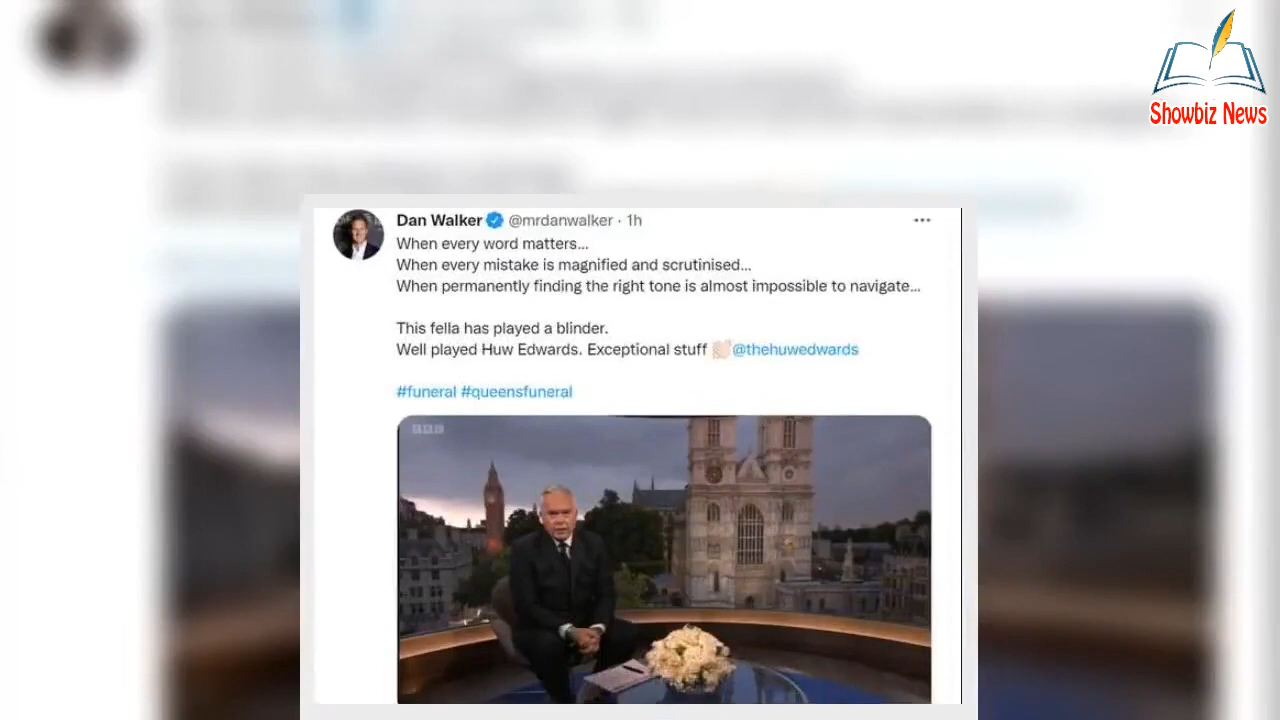 Showbiz News
Dan Walker @mrdanwalker · 1h
When every word matters...
When every mistake is magnified and scrutinised...
When permanently finding the right tone is almost impossible to navigate...
This fella has played a blinder.
Well played Huw Edwards. Exceptional stuff 👏🏻@thehuwedwards
#funeral #queensfuneral
BBC